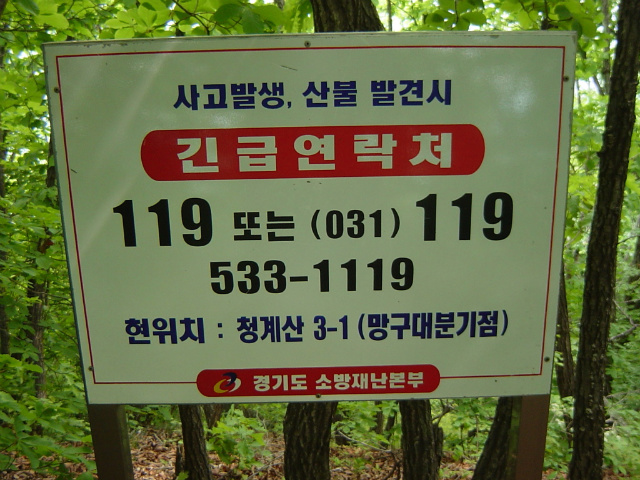 사고발생, 산불 발견시
긴급연락처
119 또는 (031) 119
533-1119
현위치 : 청계산 3-1 (망구대분기점)
경기도 소방재난본부